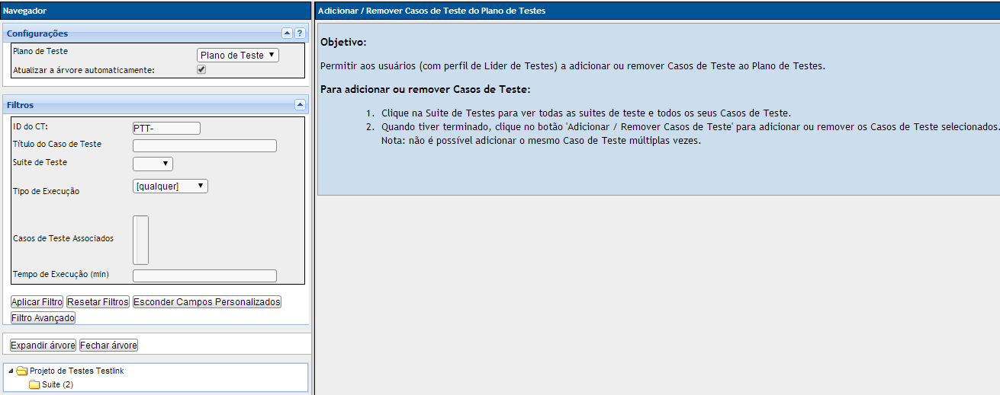 Navegador
Configurações
?
Plano de Teste
Plano de Teste
Atualizar a árvore automaticamente:
Filtros
ID do CT:
PTT-
Título do Caso de Teste
Suite de Teste
Tipo de Execução
[qualquer]
Casos de Teste Associados
Tempo de Execução (min)
Aplicar Filtro Resetar Filtros Esconder Campos Personalizados
Filtro Avançado
Expandir árvore Fechar árvore
Projeto de Testes Testlink
Suite (2)
Adicionar / Remover Casos de Teste do Plano de Testes
Objetivo:
Permitir aos usuários (com perfil de Lider de Testes) a adicionar ou remover Casos de Teste ao Plano de Testes.
Para adicionar ou remover Casos de Teste:
1. Clique na Suite de Testes para ver todas as suites de teste e todos os seus Casos de Teste.
2. Quando tiver terminado, clique no botão 'Adicionar / Remover Casos de Teste' para adicionar ou remover os Casos de Teste selecionados.
Nota: não é possível adicionar o mesmo Caso de Teste múltiplas vezes.